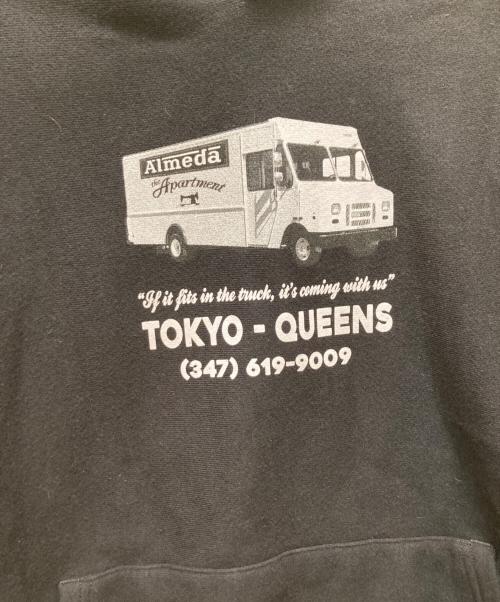 Almeda
the Apartment
"If it fits in the truck, it's coming with us"
TOKYO - QUEENS
(347) 619-9009